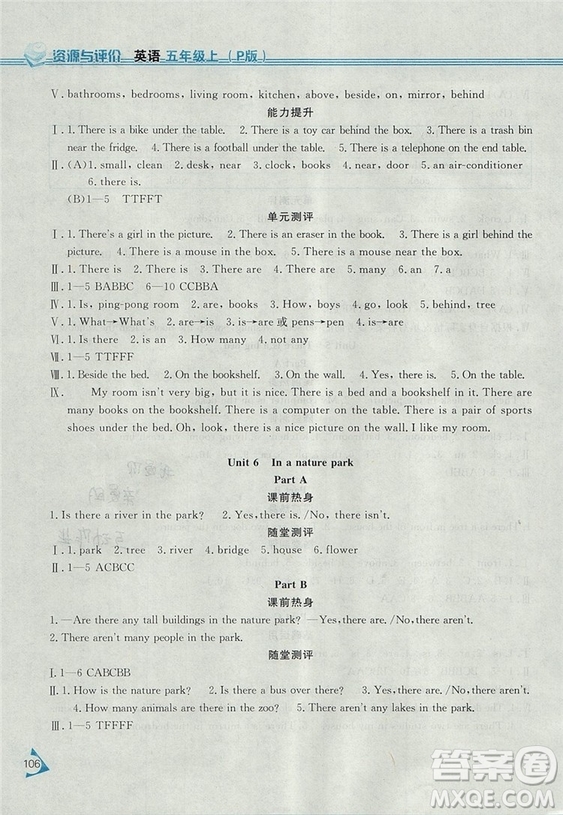 资源与评价 英语 五年级上（P版）
Ⅴ. bathrooms, bedrooms, living room, kitchen, above, beside, on, mirror, behind
能力提升
Ⅰ. 1. There is a bike under the table. 2. There is a toy car behind the box. 3. There is a trash bin
near the fridge. 4. There is a board on the wall. 5. There is a telephone on the end table.
Ⅱ. (A)1. small, clean 2. desk, near 3. chair 4. near, door 5. an air-conditioner
6. there is.
(B)1—5 TTFFT
单元测评
Ⅰ. 1. There's a girl in the picture. 2. There is an eraser in the book. 3. There is a girl behind the
picture. 4. There is a mouse in the box. 5. There is a mouse near the box.
Ⅱ. 1. There is 2. There is 3. There are 4. There are 5. many 6. an
Ⅲ. 1—5 BABBC 6—10 CCBBA
Ⅳ. 1. Is, ping-pong room 2. There, are 3. How, boys 4. to, go 5. behind, tree
Ⅴ. 1. What→What's 2. are→is 3. is→are或pens→pen 4. is→are 5. is→are
Ⅵ. 1. there is 2. is an 3. How many 4. not any
Ⅶ. 1—5 TTFFF
Ⅷ. 1. Beside the bed. 2. On the bookshelf. 3. On the wall. 4. Yes, there is. 5. Yes, it is.
Ⅸ. My room isn't very big, but it is nice. There is a bed and a bookshelf in it. There are
many books on the bookshelf. There is a computer on the table. There is a pair of sports
shoes under the bed. Oh, look, there is a nice picture on the wall. I like my room.
Unit 6 In a nature park
Part A
课前热身
1. Is there a river in the park? 2. Yes, there is. /No, there isn't.
随堂测评
Ⅰ. 1. park 2. tree 3. river 4. bridge 5. house 6. flower
Ⅱ. 1—5 ACBCC
Part B
课前热身
1. —Are there any tall buildings in the nature park? —Yes, there are. /No, there aren't.
2. There aren't many people in the park.
随堂测评
Ⅰ. 1—6 CABCBB
Ⅱ. 1. How is the nature park? 2. Is there a bus over there? 3. Yes, there are. /No, there aren't.
4. How many animals are there in the zoo? 5. There aren't any lakes in the park.
Ⅲ. 1—5 TFFFF
106
答案圈
MXQE.COM